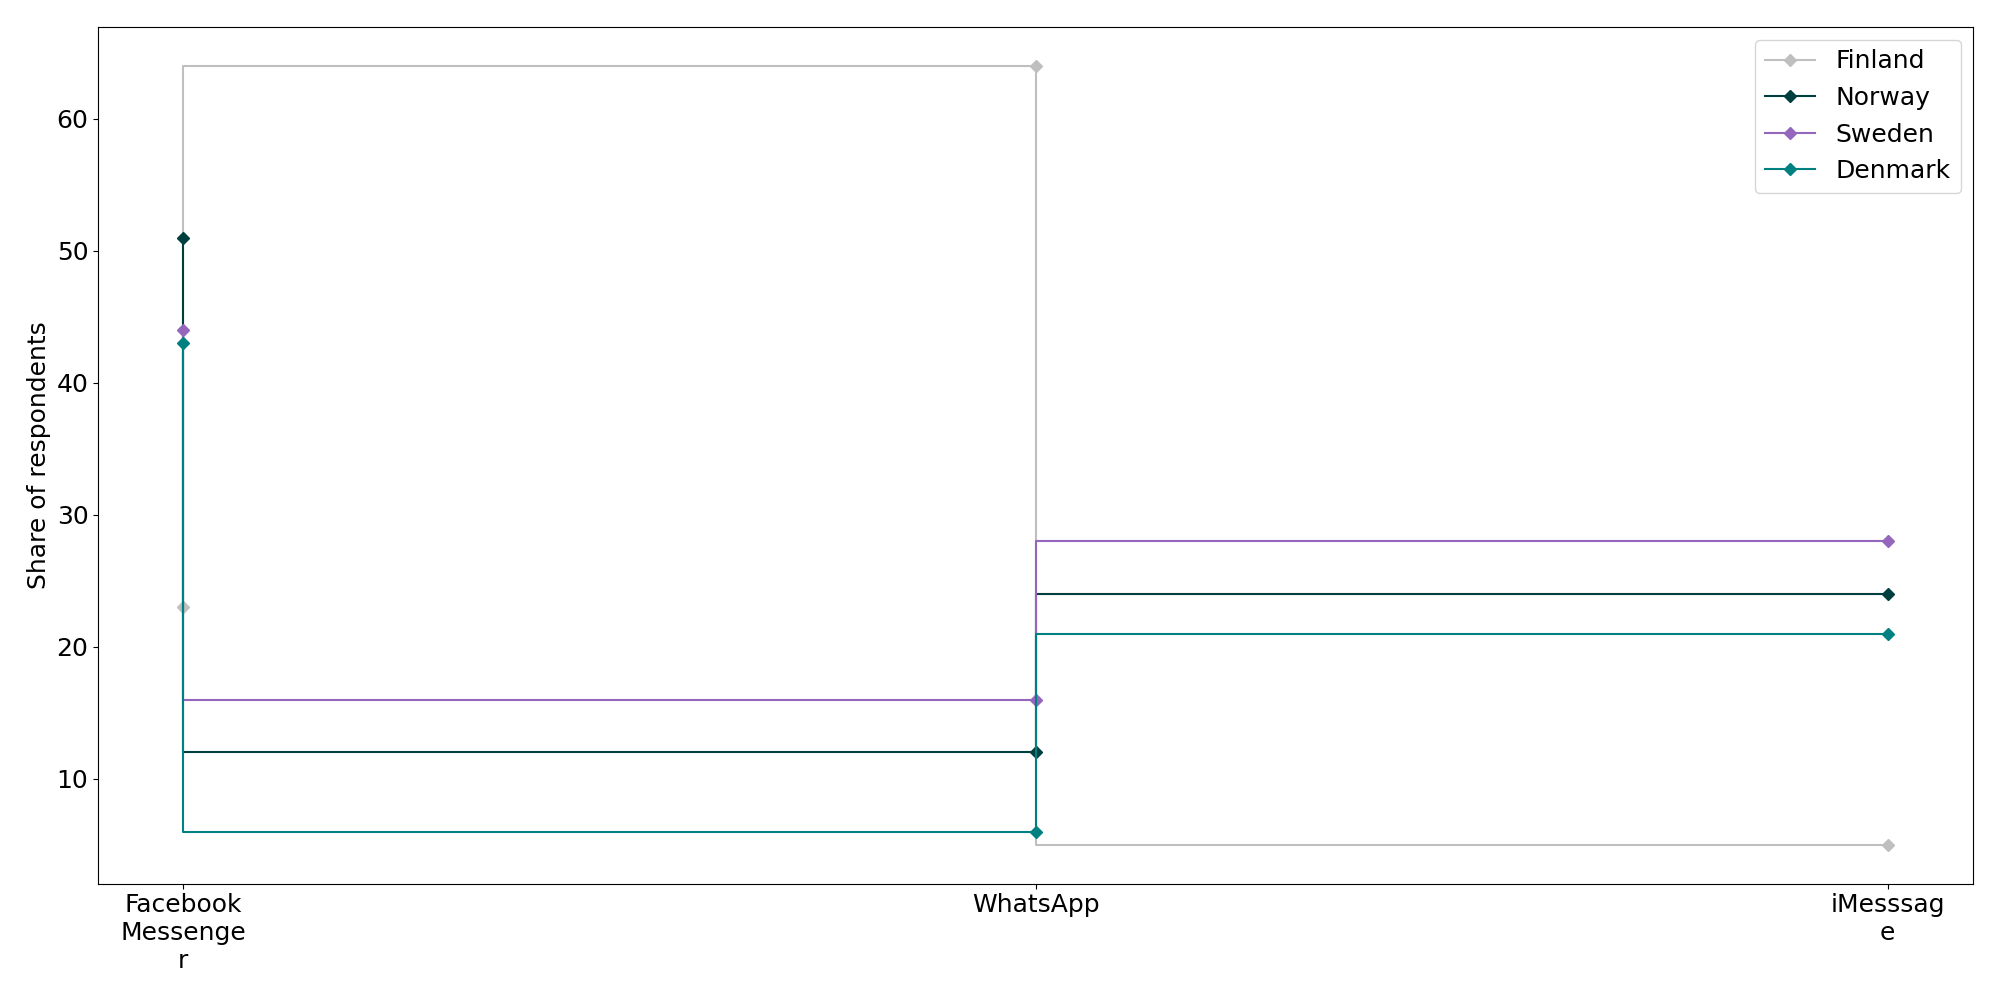 Finland
Norway
Sweden
Denmark
60
50
40
30
20
10
Share of respondents
Facebook
Messenge
r
WhatsApp
iMesssag
e